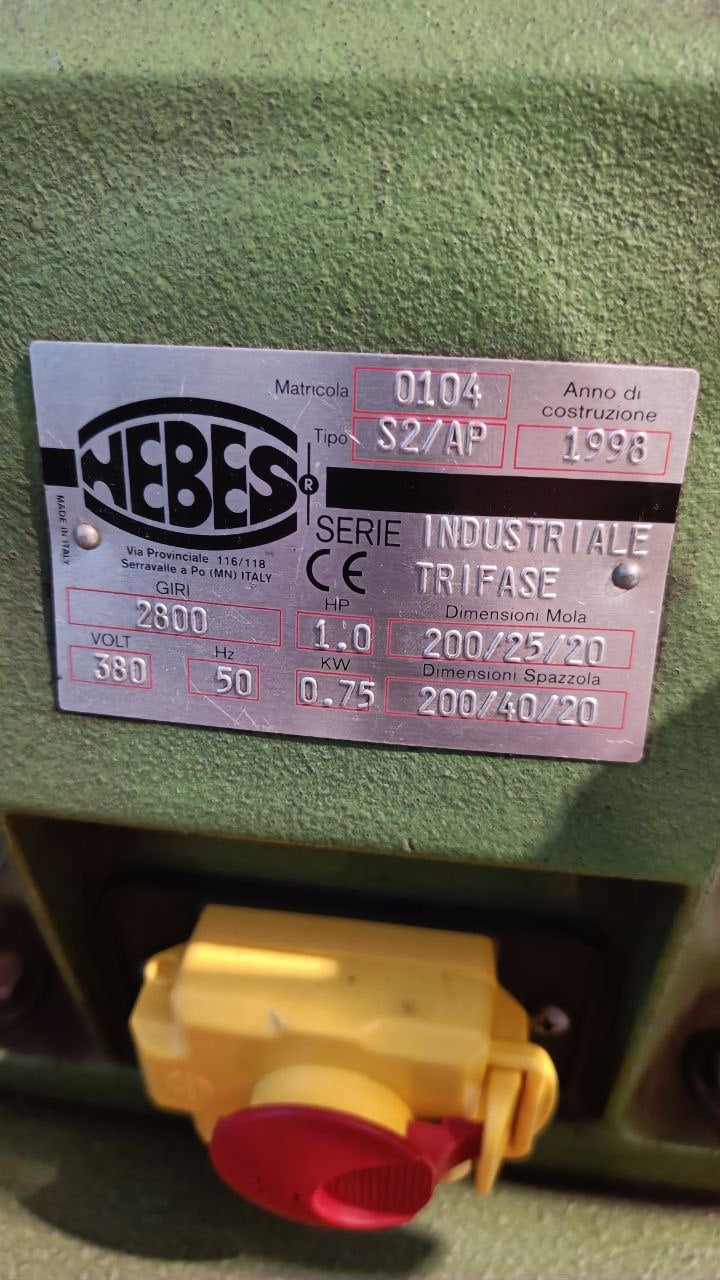 Matricola 0104
Anno di
costruzione
Tipo S2/AP 1998
HEBES ®
MADE IN ITALY
SERIE INDUSTRIALE
TRIFASE
Via Provinciale 116/118
Serravalle a Po (MN) ITALY
CE
GIRI
2800
HP
1.0
Dimensioni Mola
200/25/20
VOLT
380
Hz
50
KW
0.75
Dimensioni Spazzola
200/40/20